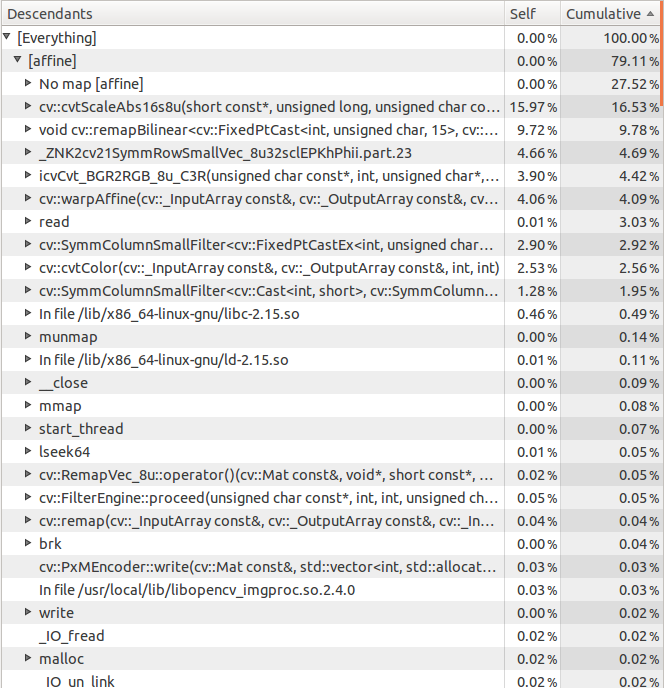 Descendants Self Cumulative
[Everything] 0.00 % 100.00 %
[affine] 0.00 % 79.11 %
No map [affine] 0.00 % 27.52 %
cv::cvtScaleAbs16s8u(short const*, unsigned long, unsigned char co... 15.97 % 16.53 %
void cv::remapBilinear<cv::FixedPtCast<int, unsigned char, 15>, cv::... 9.72 % 9.78 %
_ZNK2cv21SymmRowSmallVec_8u32sclEPKhPhii.part.23 4.66 % 4.69 %
icvCvt_BGR2RGB_8u_C3R(unsigned char const*, int, unsigned char*,... 3.90 % 4.42 %
cv::warpAffine(cv::_InputArray const&, cv::_OutputArray const&, cv... 4.06 % 4.09 %
read 0.01 % 3.03 %
cv::SymmColumnSmallFilter<cv::FixedPtCastEx<int, unsigned char... 2.90 % 2.92 %
cv::cvtColor(cv::_InputArray const&, cv::_OutputArray const&, int, int) 2.53 % 2.56 %
cv::SymmColumnSmallFilter<cv::Cast<int, short>, cv::SymmColumn... 1.28 % 1.95 %
In file /lib/x86_64-linux-gnu/libc-2.15.so 0.46 % 0.49 %
munmap 0.00 % 0.14 %
In file /lib/x86_64-linux-gnu/ld-2.15.so 0.01 % 0.11 %
__close 0.00 % 0.09 %
mmap 0.00 % 0.08 %
start_thread 0.00 % 0.07 %
lseek64 0.01 % 0.05 %
cv::RemapVec_8u::operator()(cv::Mat const&, void*, short const*, ... 0.02 % 0.05 %
cv::FilterEngine::proceed(unsigned char const*, int, int, unsigned ch... 0.05 % 0.05 %
cv::remap(cv::_InputArray const&, cv::_OutputArray const&, cv::_In... 0.04 % 0.04 %
brk 0.00 % 0.04 %
cv::PxMEncoder::write(cv::Mat const&, std::vector<int, std::allocat... 0.03 % 0.03 %
In file /usr/local/lib/libopencv_imgproc.so.2.4.0 0.03 % 0.03 %
write 0.00 % 0.02 %
_IO_fread 0.02 % 0.02 %
malloc 0.02 % 0.02 %
_IO_un_link 0.02 % 0.02 %